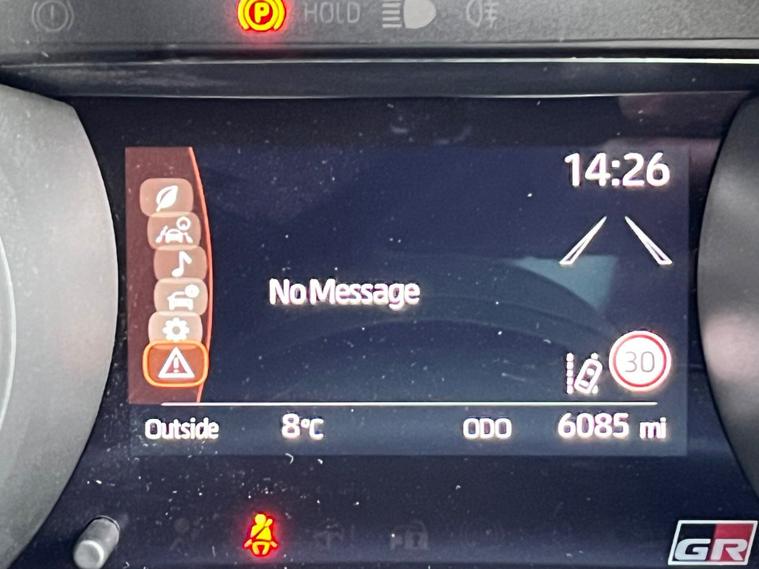 P HOLD
14:26
No Message
30
Outside 8°C ODO 6085 mi
GR